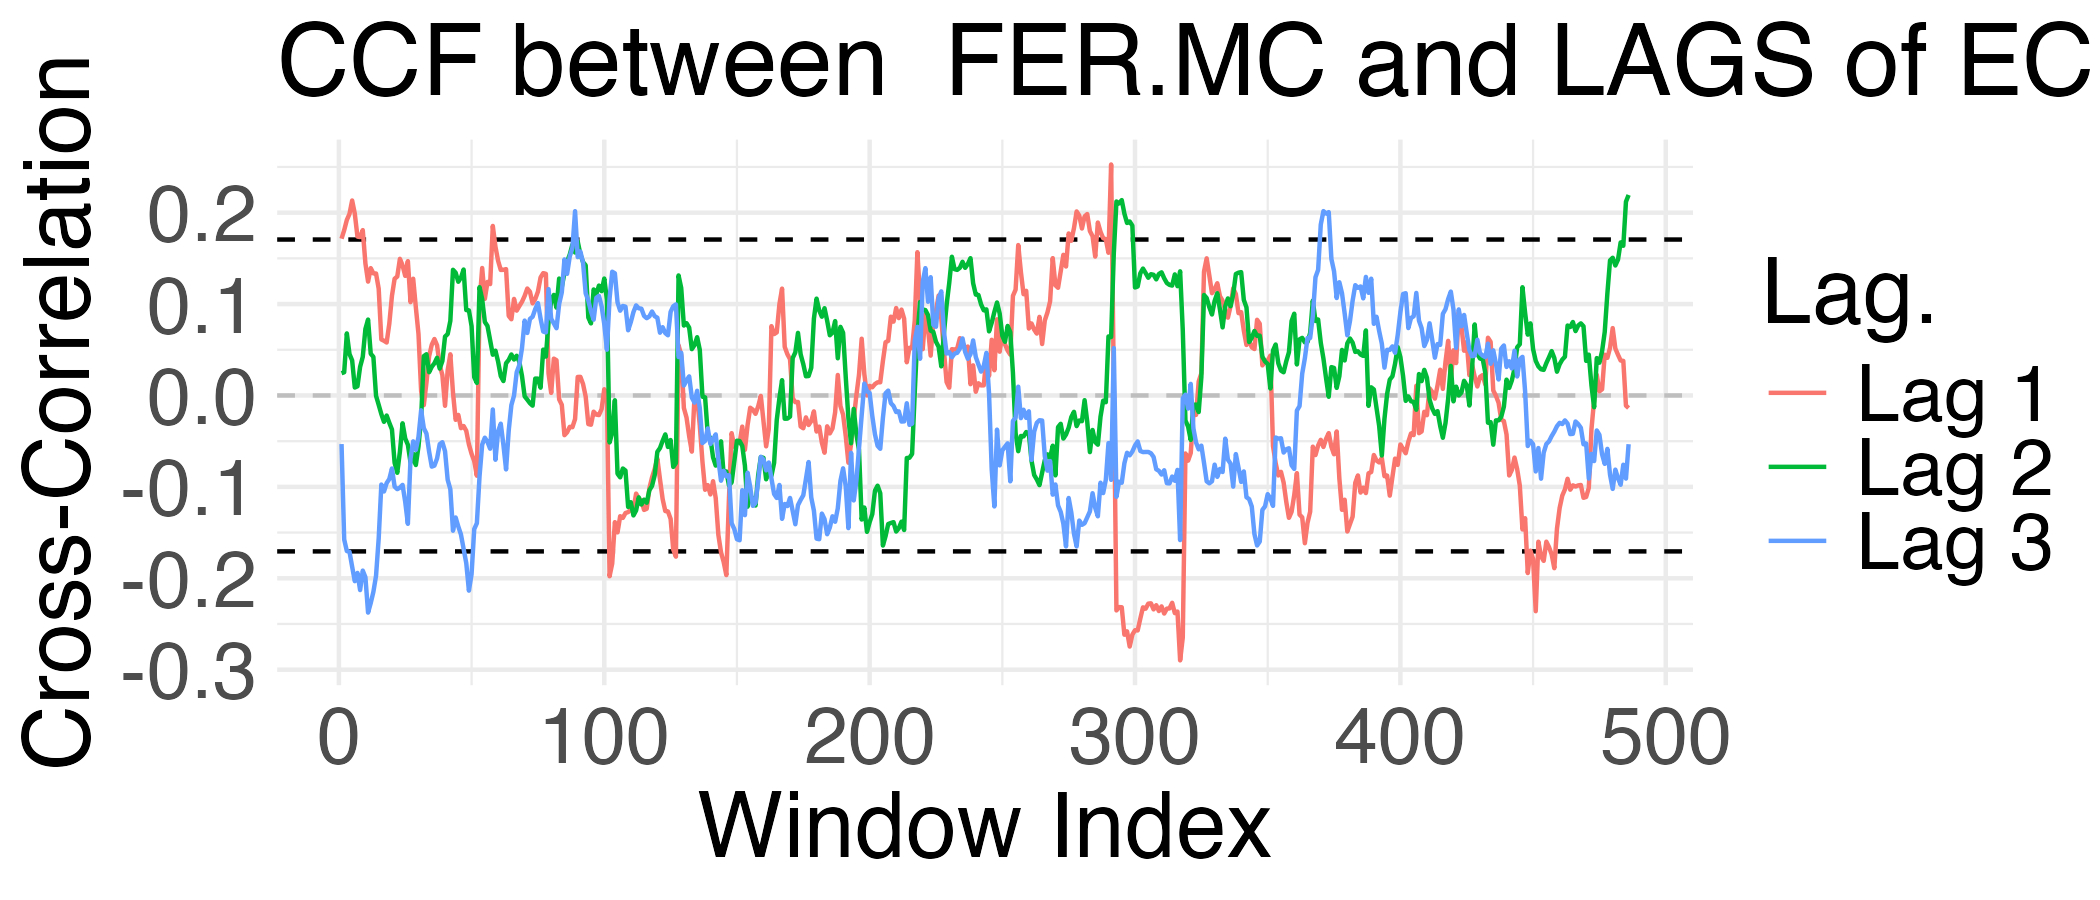 CCF between  FER.MC and LAGS of EC
Cross-Correlation
0.2
0.1
0.0
-0.1
-0.2
-0.3
0 100 200 300 400 500
Window Index
Lag.
Lag 1
Lag 2
Lag 3